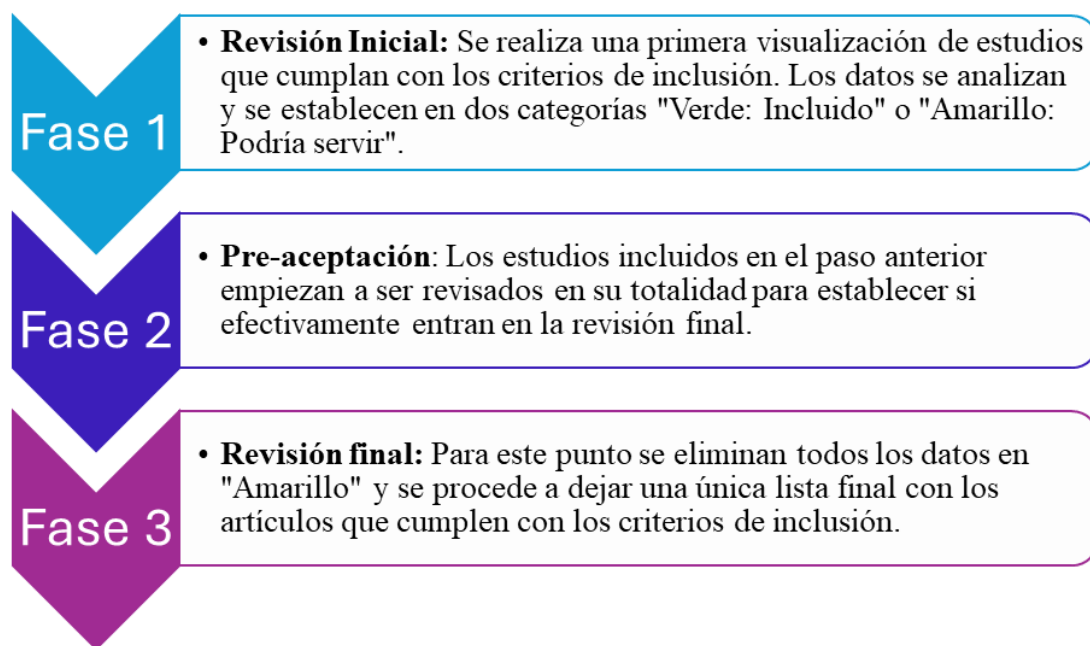 Fase 1
• Revisión Inicial: Se realiza una primera visualización de estudios
que cumplan con los criterios de inclusión. Los datos se analizan
y se establecen en dos categorías "Verde: Incluido" o "Amarillo:
Podría servir".
Fase 2
• Pre-aceptación: Los estudios incluidos en el paso anterior
empiezan a ser revisados en su totalidad para establecer si
efectivamente entran en la revisión final.
Fase 3
• Revisión final: Para este punto se eliminan todos los datos en
"Amarillo" y se procede a dejar una única lista final con los
artículos que cumplen con los criterios de inclusión.